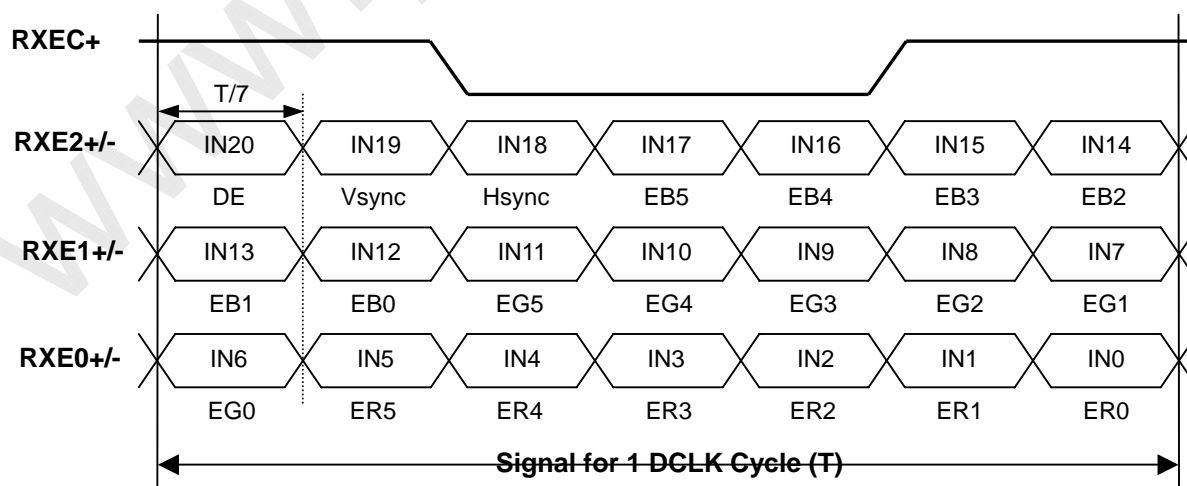 RXEC+
T/7
RXE2+/- IN20 IN19 IN18 IN17 IN16 IN15 IN14
DE Vsync Hsync EB5 EB4 EB3 EB2
RXE1+/- IN13 IN12 IN11 IN10 IN9 IN8 IN7
EB1 EB0 EG5 EG4 EG3 EG2 EG1
RXE0+/- IN6 IN5 IN4 IN3 IN2 IN1 IN0
EG0 ER5 ER4 ER3 ER2 ER1 ER0
Signal for 1 DCLK Cycle (T)